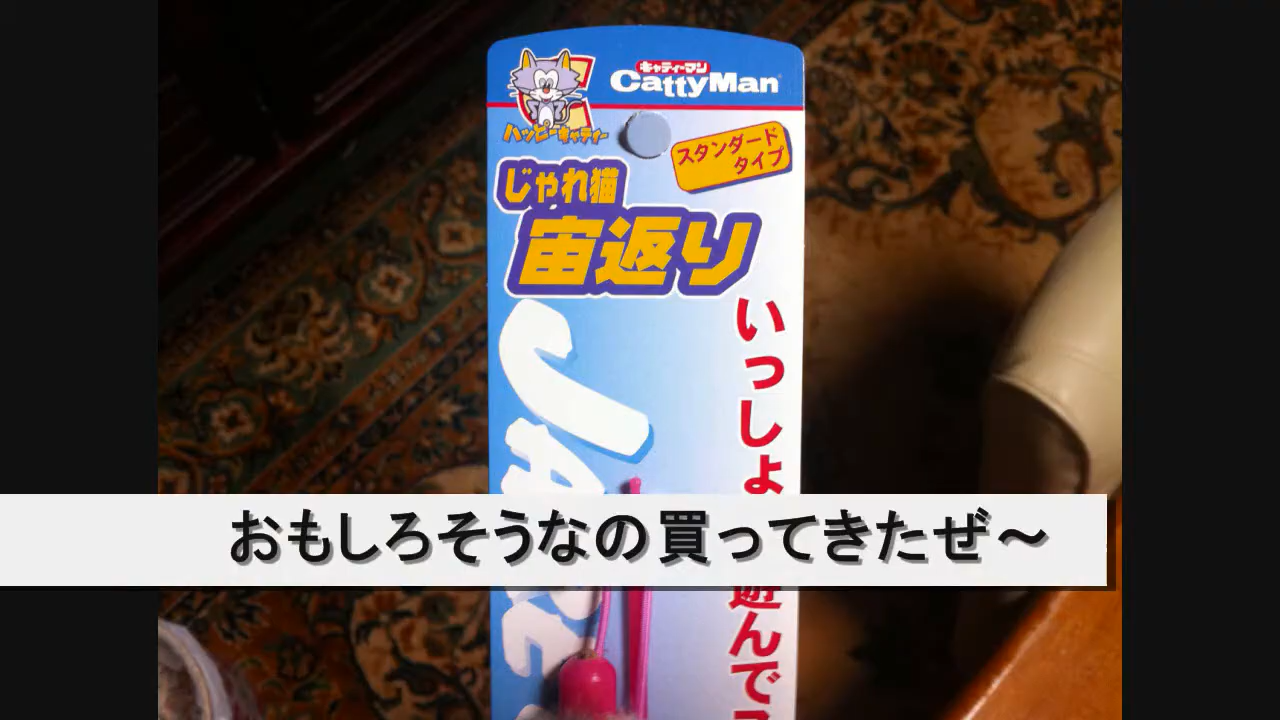 キャティーマン
CattyMan
ハッピーキャティー
スタンダード
タイプ
じゃれ猫
宙返り
いっしょ
遊んで
JA
おもしろそうなの買ってきたぜ～